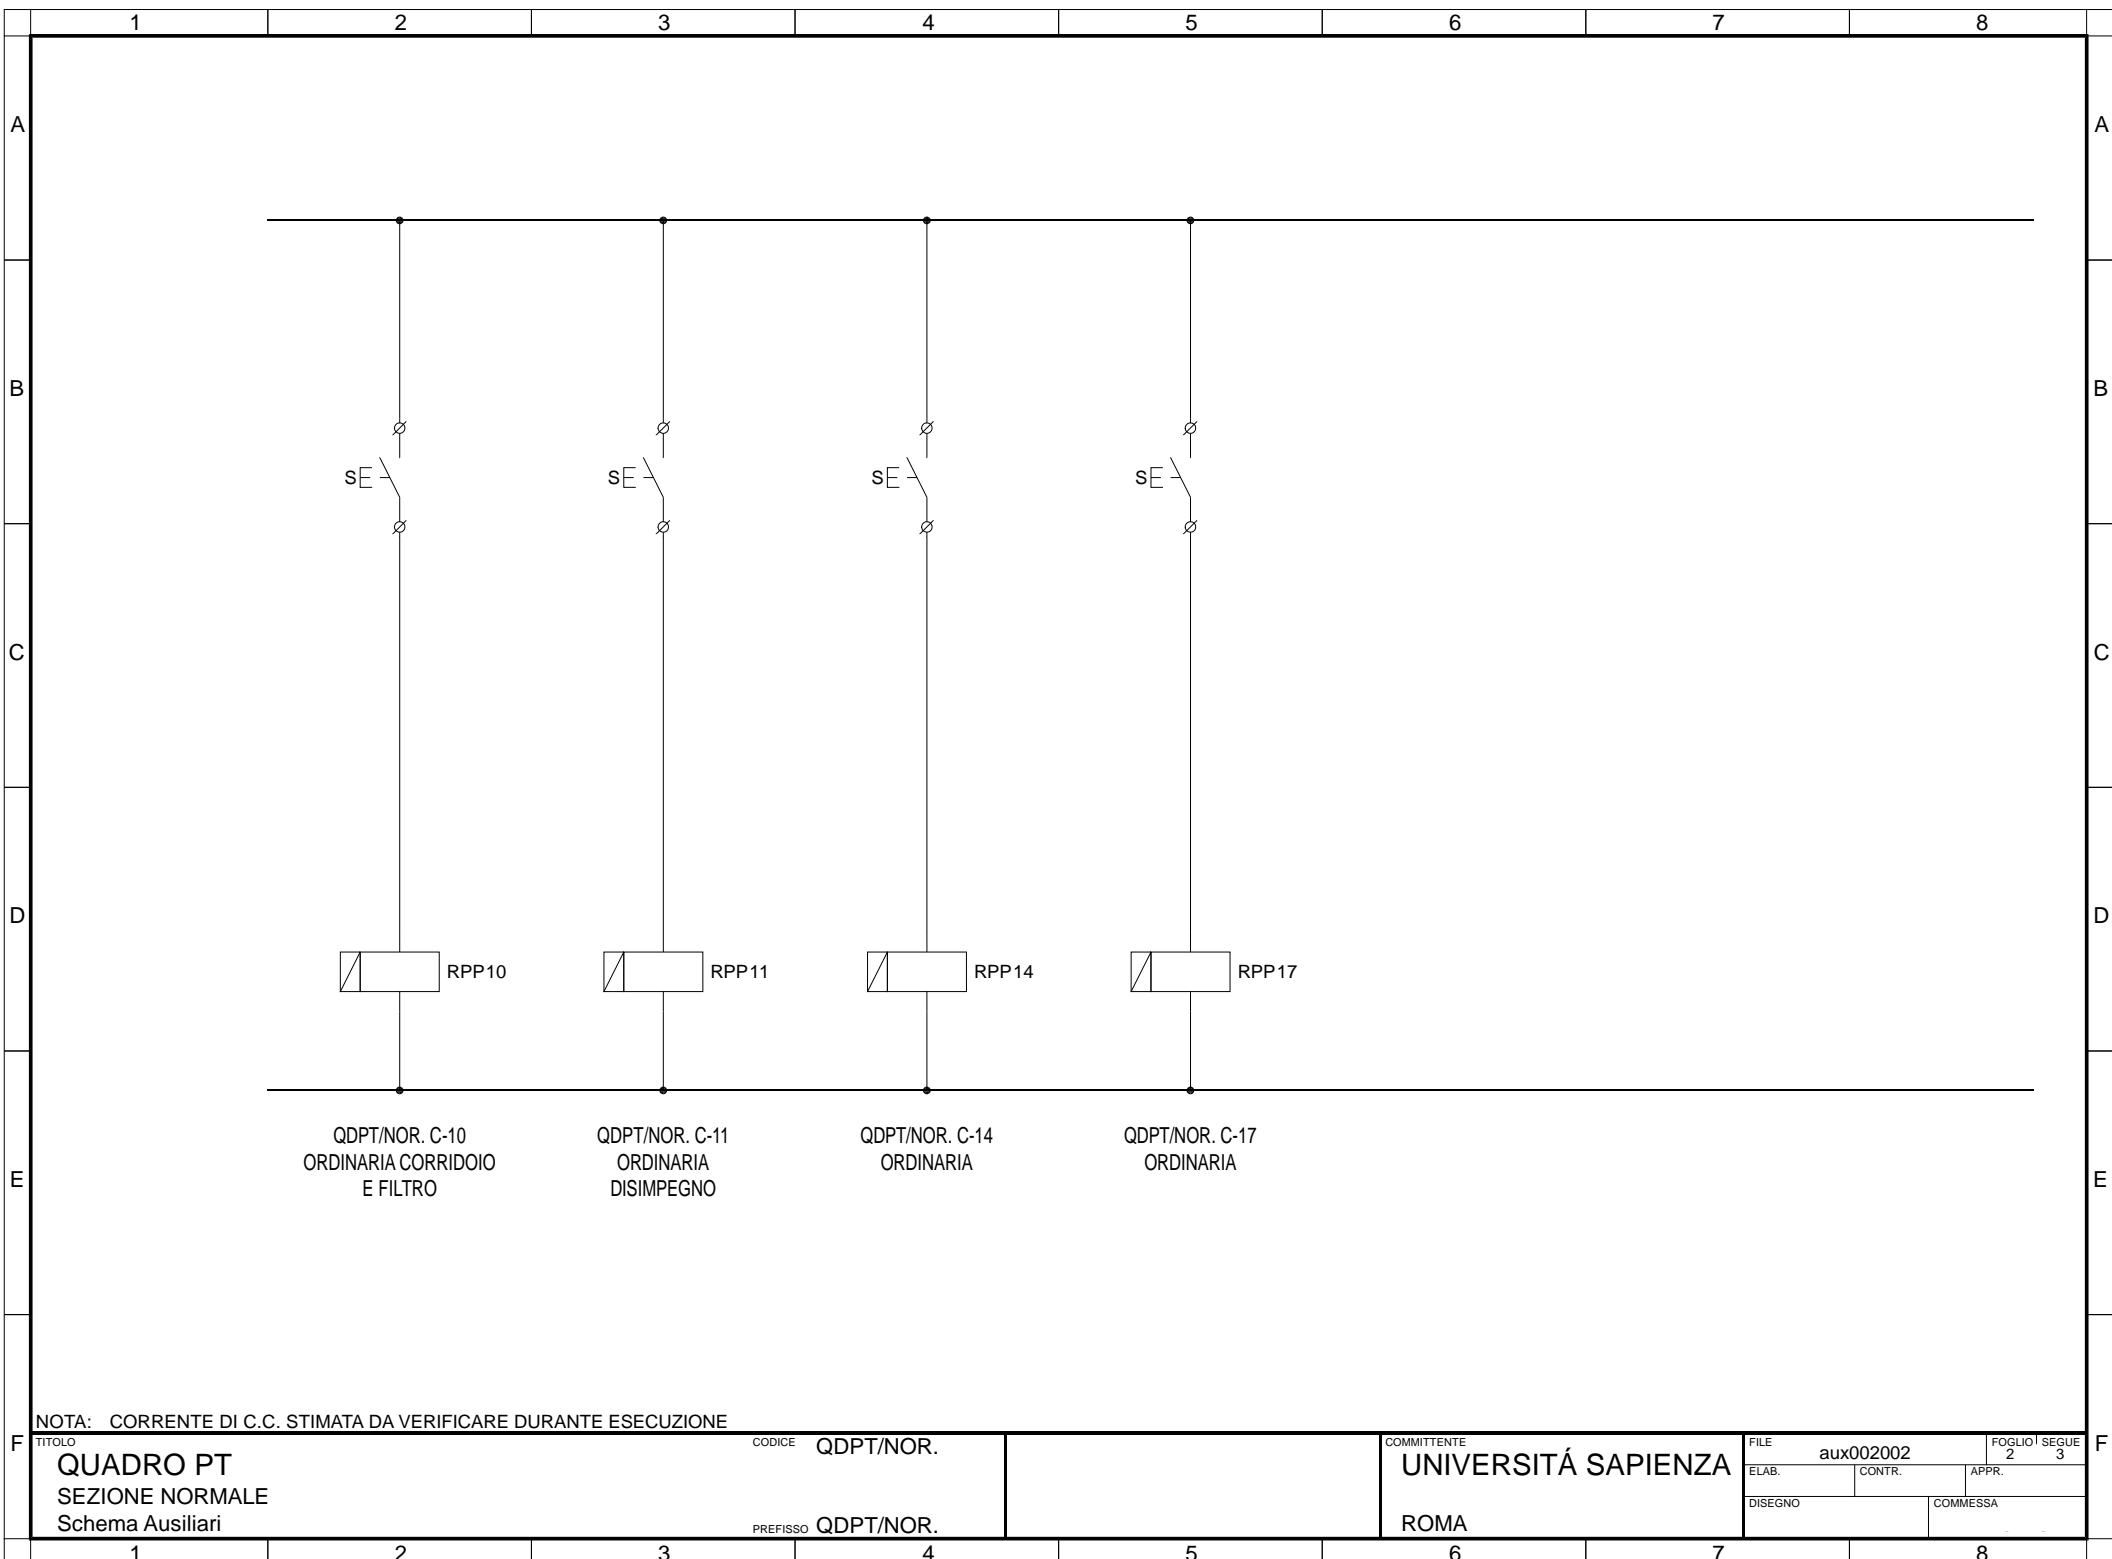 1 2 3 4 5 6 7 8
A A
B B
S S S S
C C
D D
RPP10 RPP11 RPP14 RPP17
QDPT/NOR. C-10
ORDINARIA CORRIDOIO
E FILTRO
QDPT/NOR. C-11
ORDINARIA
DISIMPEGNO
QDPT/NOR. C-14
ORDINARIA
QDPT/NOR. C-17
ORDINARIA
E E
NOTA: CORRENTE DI C.C. STIMATA DA VERIFICARE DURANTE ESECUZIONE
F F
TITOLO
QUADRO PT
SEZIONE NORMALE
Schema Ausiliari
CODICE QDPT/NOR.
PREFISSO QDPT/NOR.
COMMITTENTE
UNIVERSITÁ SAPIENZA
ROMA
FILE aux002002
FOGLIO 2
SEGUE 3
ELAB. CONTR. APPR.
DISEGNO COMMESSA
1 2 3 4 5 6 7 8